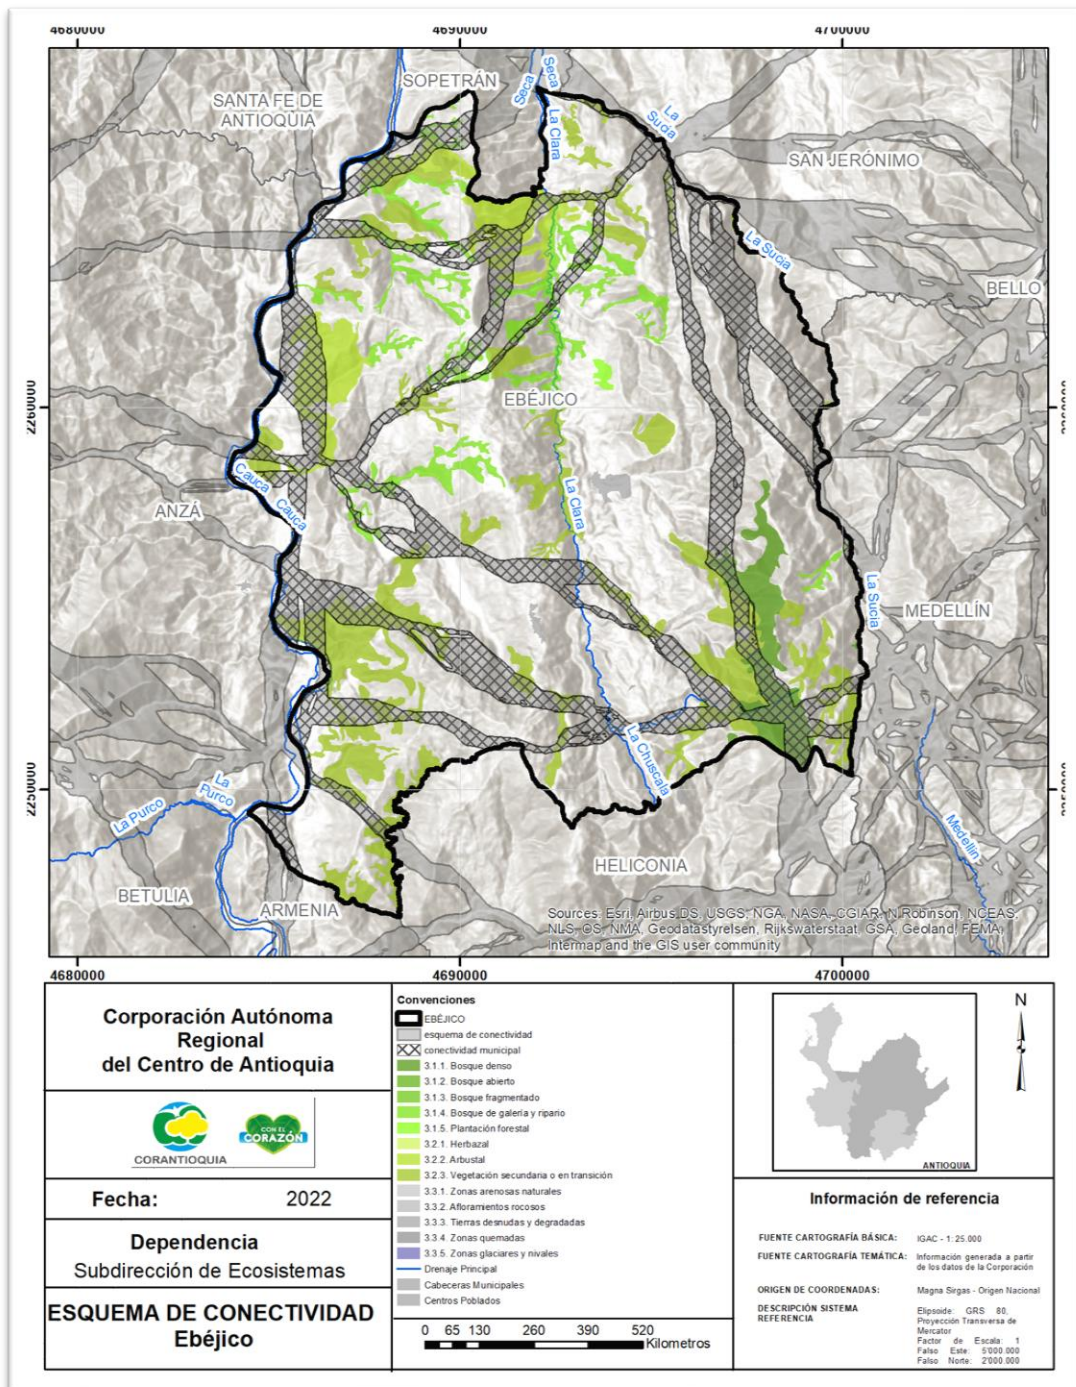 4680000
4690000
4700000
SOPETRÁN
SANTA FE DE
ANTIOQUIA
Seca
Seca
La Clara
La
Sucia
SAN JERÓNIMO
La Sucia
BELLO
2260000
EBÉJICO
Cauca
Cauca
ANZÁ
La Clara
La Sucia
MEDELLÍN
La Chuscala
2250000
La
Purco
La Purco
Medellín
HELICONIA
BETULIA
ARMENIA
Sources: Esri, Airbus DS, USGS, NGA, NASA, CGIAR, N Robinson, NCEAS,
NLS, OS, NMA, Geodatastyrelsen, Rijkswaterstaat, GSA, Geoland, FEMA,
Intermap and the GIS user community
4680000
4690000
4700000
Corporación Autónoma
Regional
del Centro de Antioquia
CORANTIOQUIA
CON EL
CORAZÓN
Fecha: 2022
Dependencia
Subdirección de Ecosistemas
ESQUEMA DE CONECTIVIDAD
Ebéjico
Convenciones
EBÉJICO
esquema de conectividad
conectividad municipal
3.1.1. Bosque denso
3.1.2. Bosque abierto
3.1.3. Bosque fragmentado
3.1.4. Bosque de galería y ripario
3.1.5. Plantación forestal
3.2.1. Herbazal
3.2.2. Arbustal
3.2.3. Vegetación secundaria o en transición
3.3.1. Zonas arenosas naturales
3.3.2. Afloramientos rocosos
3.3.3. Tierras desnudas y degradadas
3.3.4. Zonas quemadas
3.3.5. Zonas glaciares y nivales
Drenaje Principal
Cabeceras Municipales
Centros Poblados
0 65 130 260 390 520
Kilometros
N
ANTIOQUIA
Información de referencia
FUENTE CARTOGRAFÍA BÁSICA: IGAC - 1:25.000
FUENTE CARTOGRAFÍA TEMÁTICA: Información generada a partir
de los datos de la Corporación
ORIGEN DE COORDENADAS: Magna Sirgas - Origen Nacional
DESCRIPCIÓN SISTEMA
REFERENCIA
Elipsoide: GRS 80,
Proyección Transversa de
Mercator
Factor de Escala: 1
Falso Este: 5'000.000
Falso Norte: 2'000.000